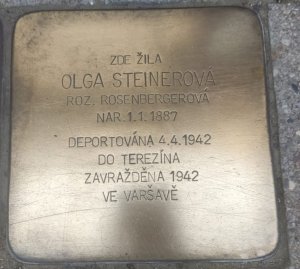 ZDE ŽILA
OLGA STEINEROVÁ
ROZ. ROSENBERGEROVÁ
NAR. 1.1.1887
DEPORTOVÁNA 4.4.1942
DO TEREZÍNA
ZAVRAŽDĚNA 1942
VE VARŠAVĚ